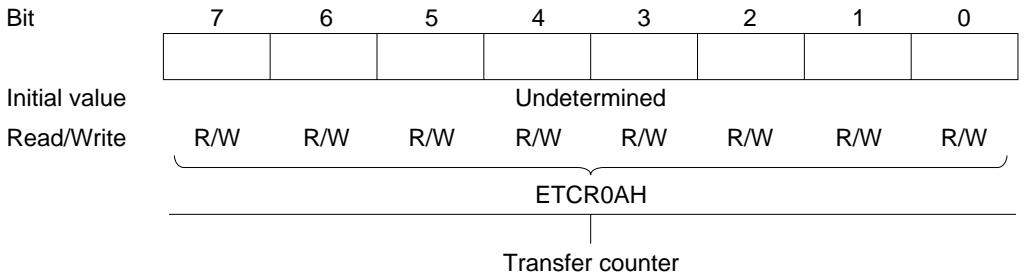 Bit 7 6 5 4 3 2 1 0
Initial value Undetermined
Read/Write R/W R/W R/W R/W R/W R/W R/W R/W
ETCR0AH
Transfer counter